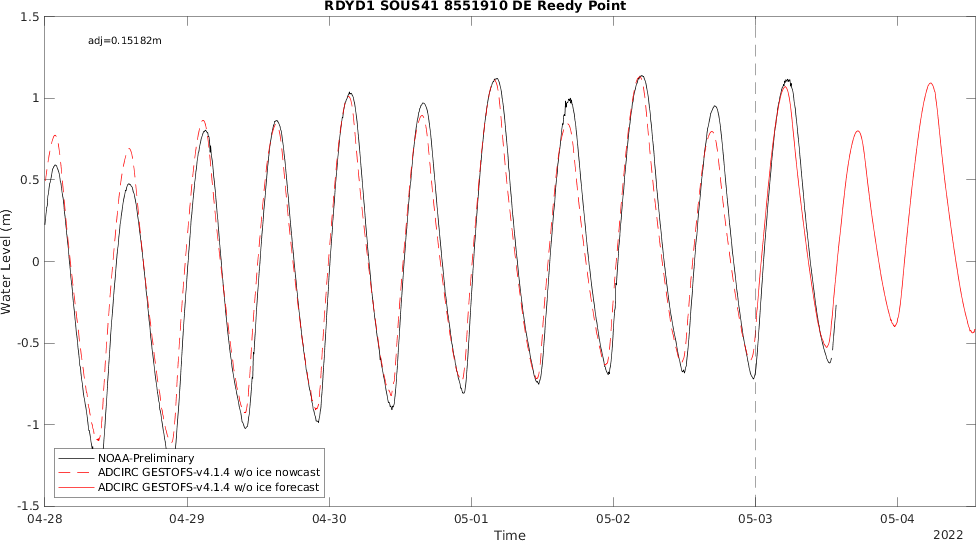 RDYD1 SOUS41 8551910 DE Reedy Point
adj=0.15182m
1.5
1
0.5
0
-0.5
-1
-1.5
Water Level (m)
NOAA-Preliminary
ADCIRC GESTOFS-v4.1.4 w/o ice nowcast
ADCIRC GESTOFS-v4.1.4 w/o ice forecast
04-28
04-29
04-30
05-01
05-02
05-03
05-04
Time
2022